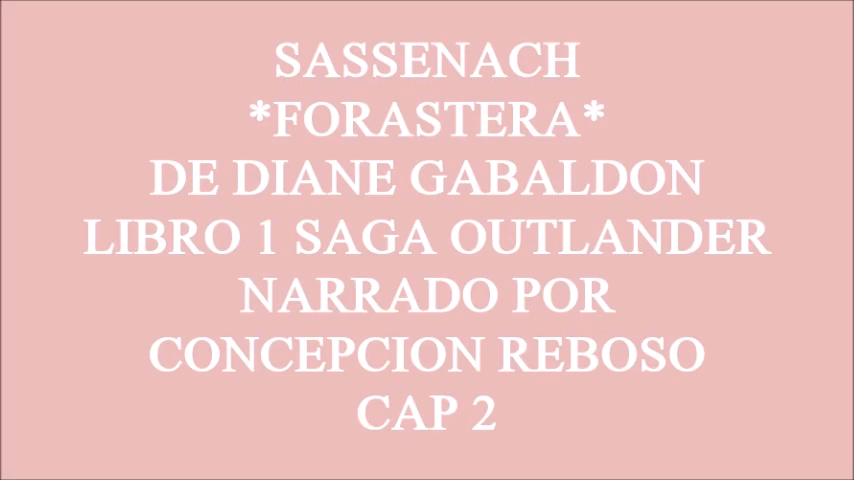 SASSENACH
*FORASTERA*
DE DIANE GABALDON
LIBRO 1 SAGA OUTLANDER
NARRADO POR
CONCEPCION REBOSO
CAP 2